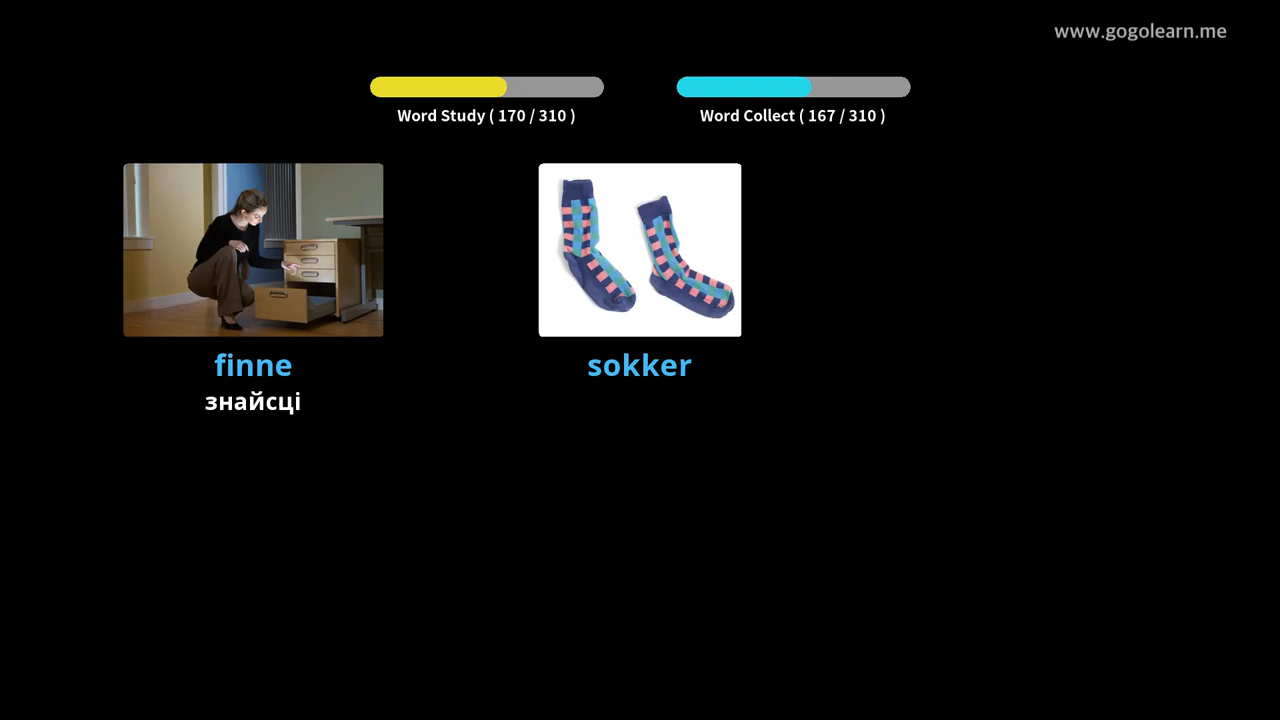 www.gogolearn.me
Word Study ( 170 / 310 )
Word Collect ( 167 / 310 )
finne
знайсці
sokker